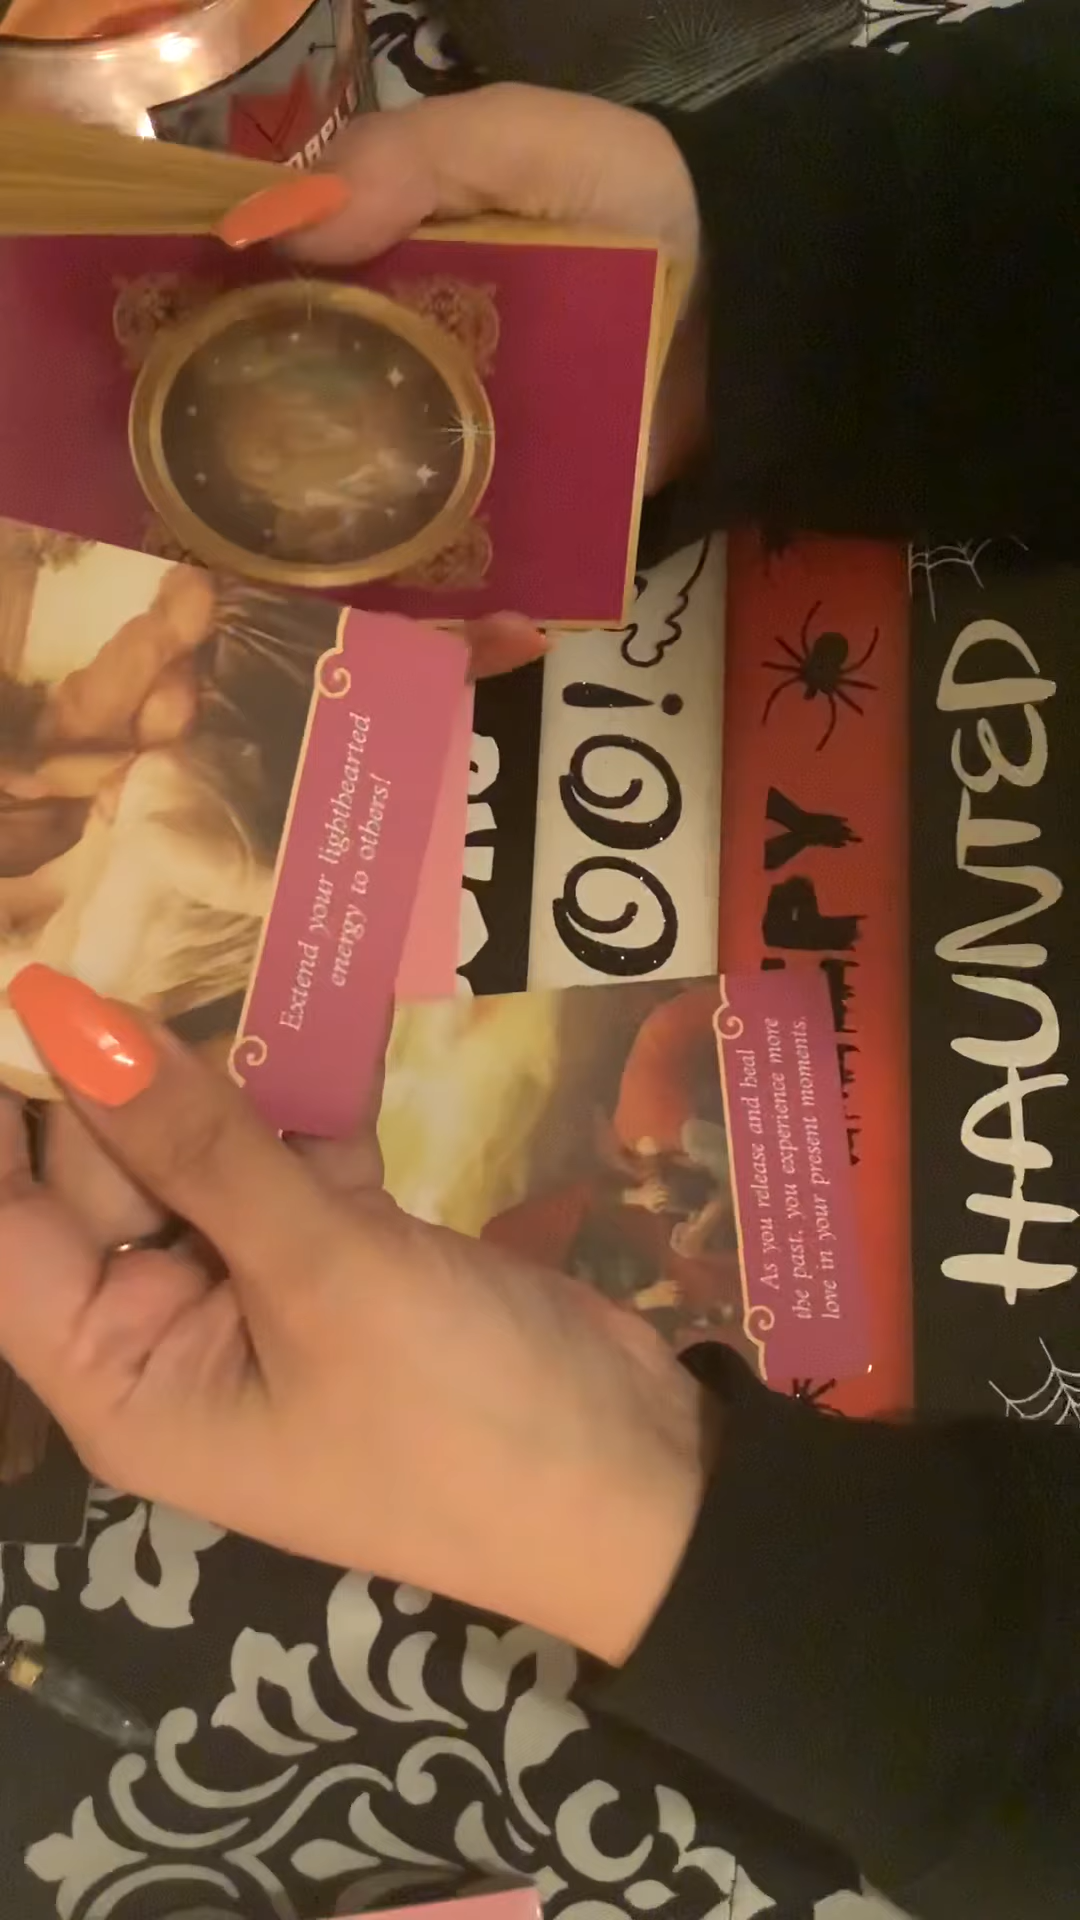 Extend your lighthearted
energy to others!
As you release and heal
the past, you experience more
love in your present moments.
OO!
PY
HAUNTED